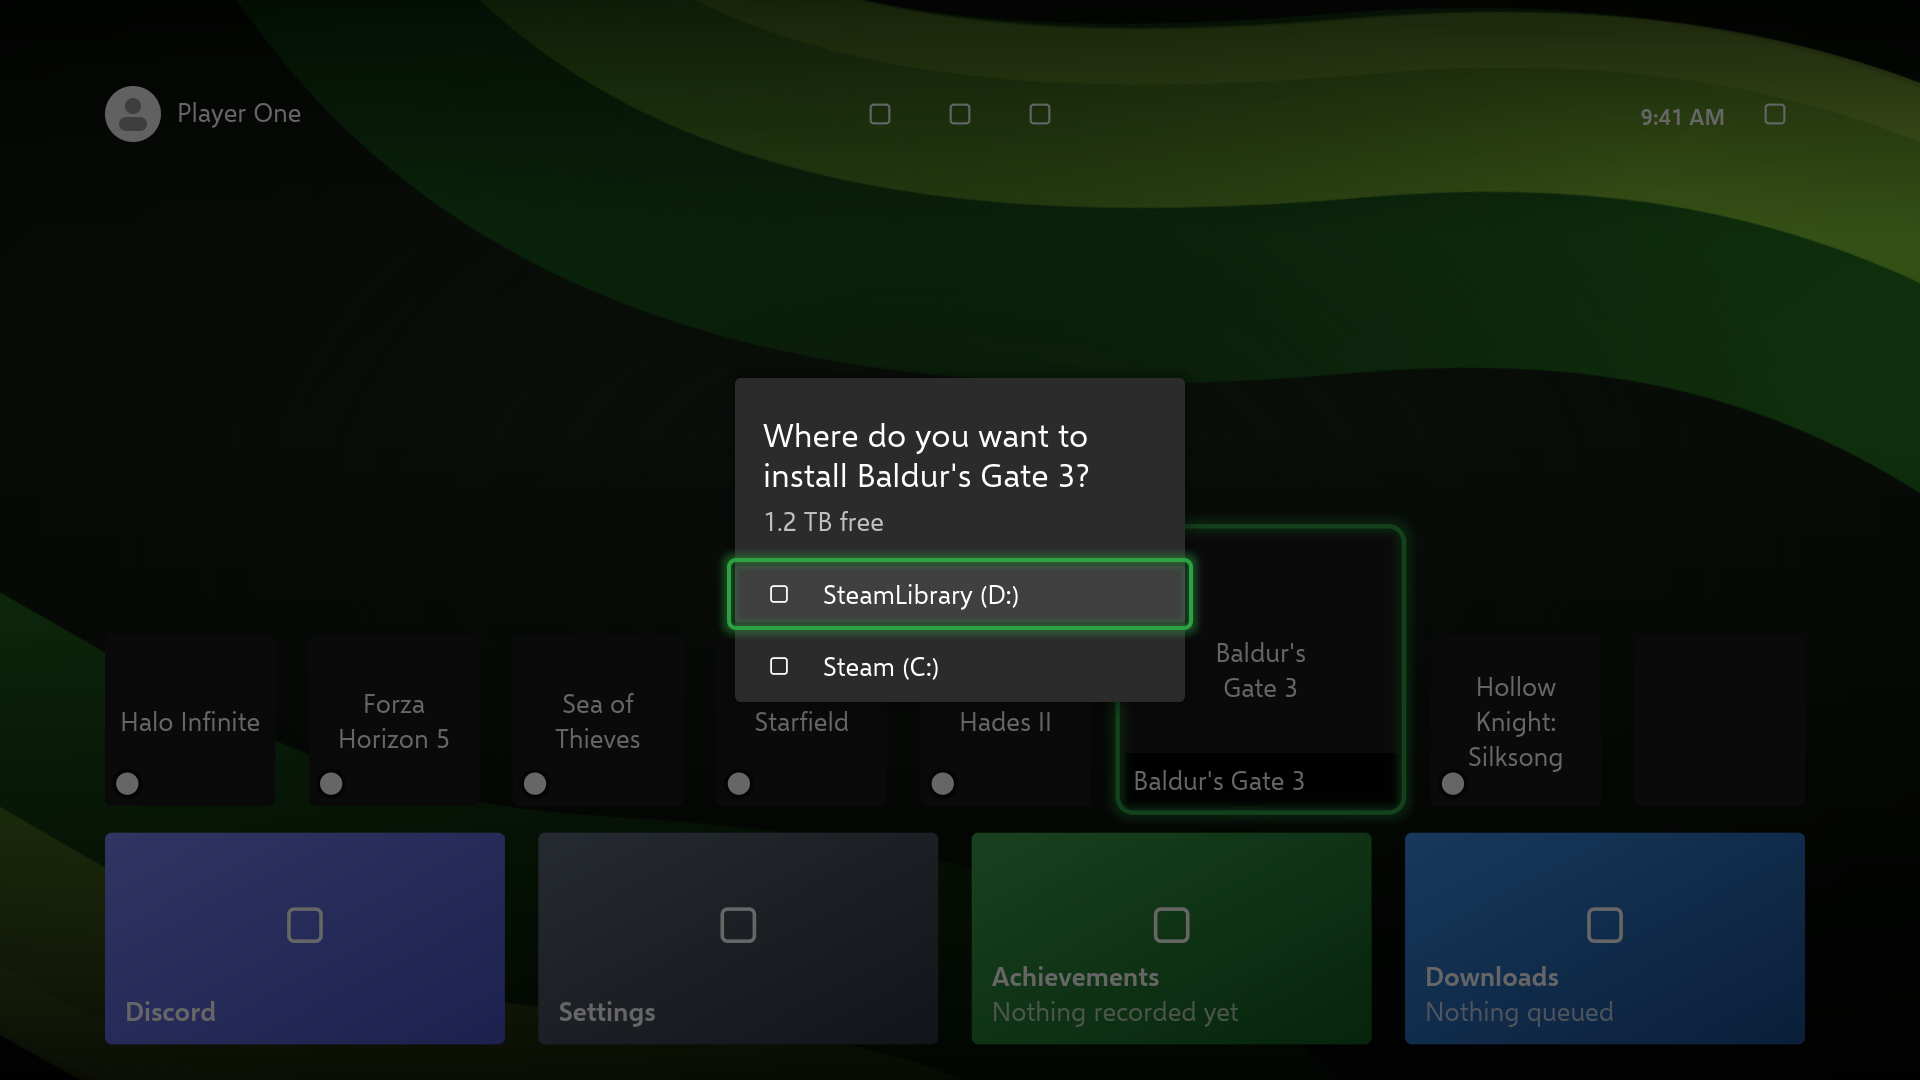 Player One
9:41 AM
Where do you want to
install Baldur's Gate 3?
1.2 TB free
SteamLibrary (D:)
Steam (C:)
Halo Infinite
Forza
Horizon 5
Sea of
Thieves
Starfield
Hades II
Baldur's
Gate 3
Baldur's Gate 3
Hollow
Knight:
Silksong
Discord
Settings
Achievements
Nothing recorded yet
Downloads
Nothing queued